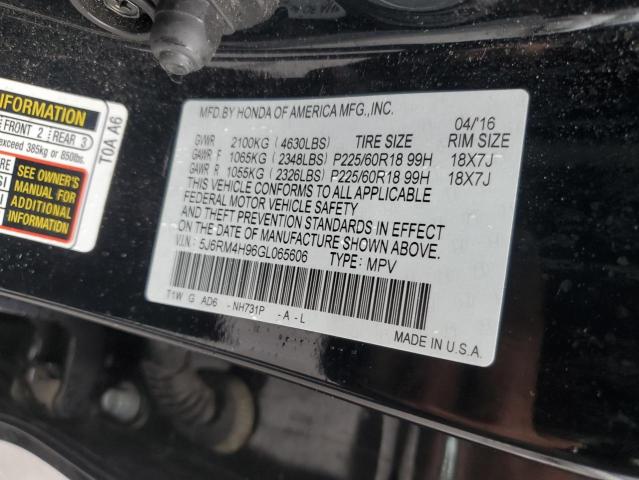 INFORMATION
FRONT 2 REAR 3
exceed 385kg or 850lbs.
SEE OWNER'S
MANUAL FOR
ADDITIONAL
INFORMATION
T0A A6
MFD.BY HONDA OF AMERICA MFG.,INC. 04/'16
GVWR 2100KG (4630LBS) TIRE SIZE RIM SIZE
GAWR F 1065KG (2348LBS) P225/60R18 99H 18X7J
GAWR R 1055KG (2326LBS) P225/60R18 99H 18X7J
THIS VEHICLE CONFORMS TO ALL APPLICABLE
FEDERAL MOTOR VEHICLE SAFETY
AND THEFT PREVENTION STANDARDS IN EFFECT
ON THE DATE OF MANUFACTURE SHOWN ABOVE.
V.I.N: 5J6RM4H96GL065606 TYPE: MPV
T1W G AD6 - NH731P - A - L
MADE IN U.S.A.